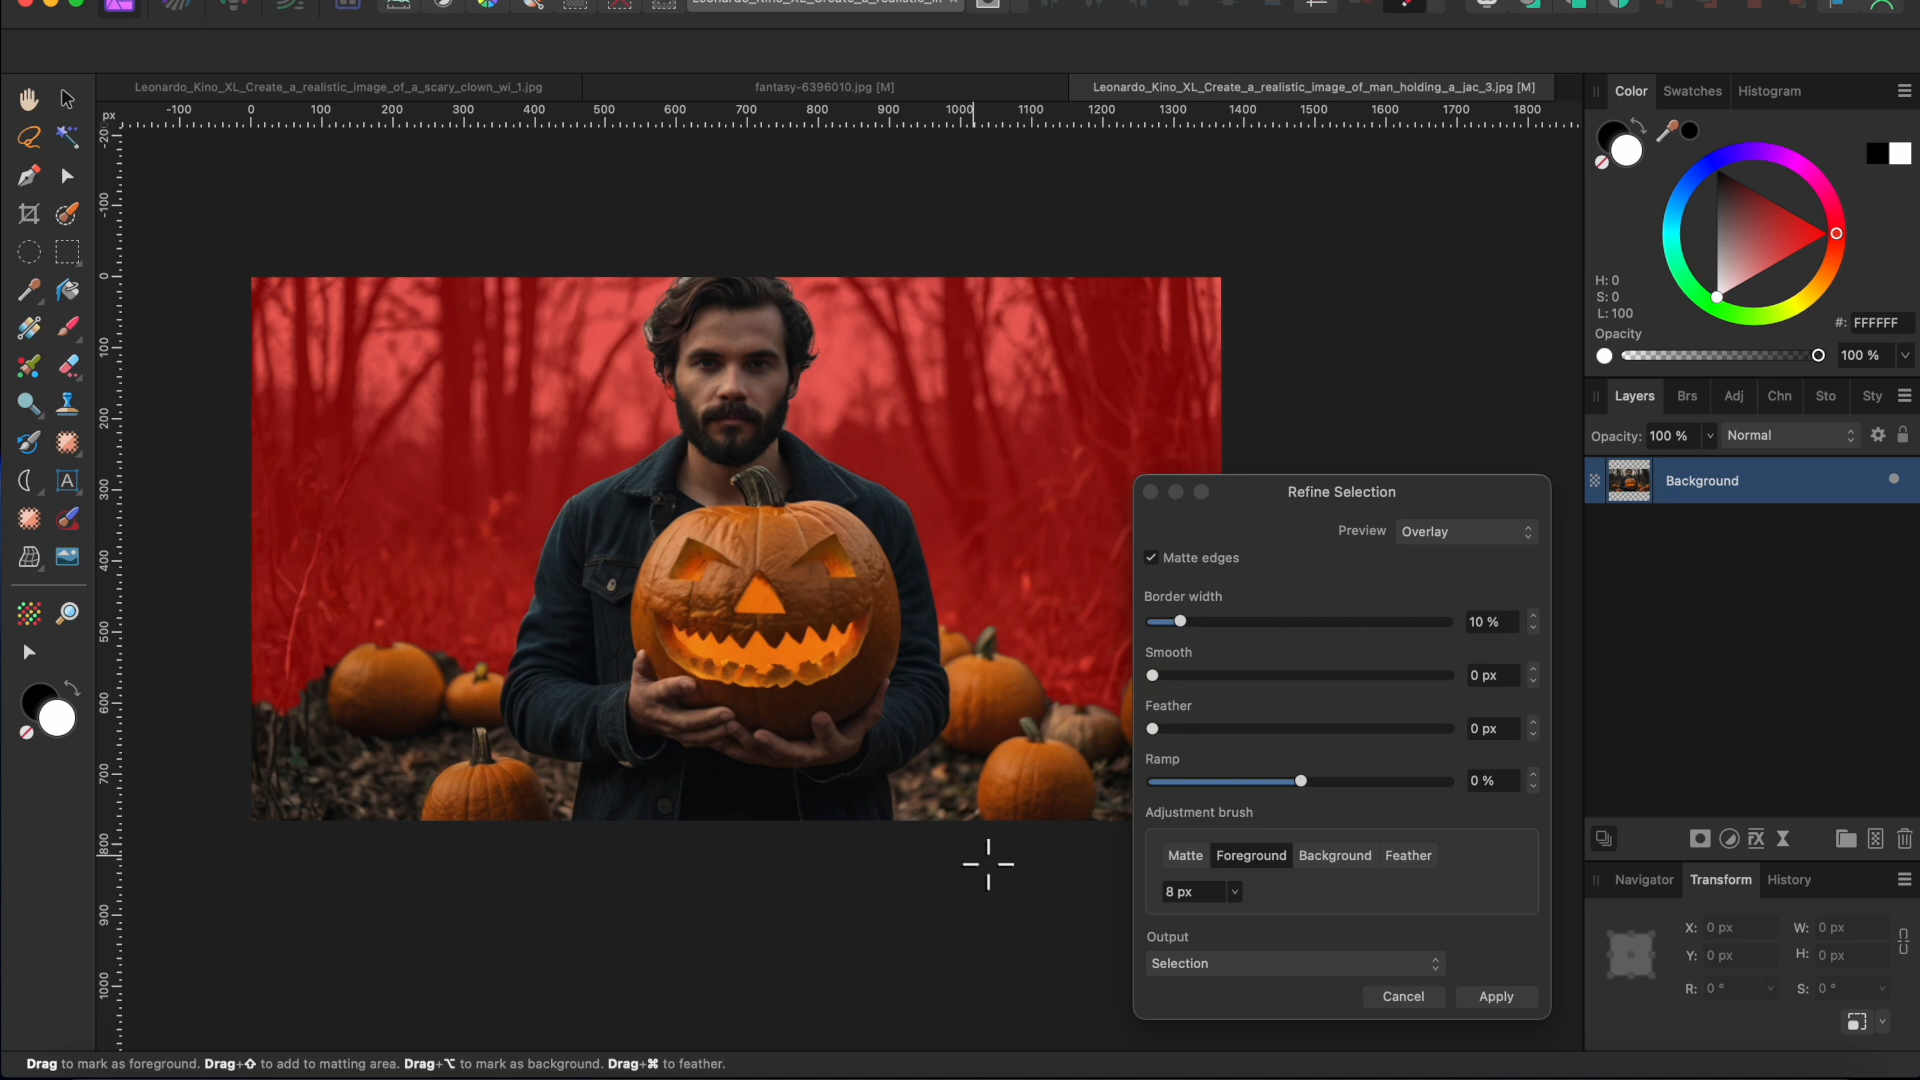 Leonardo_Kino_XL_Create_a_realistic_image_of_a_scary_clown_wi_1.jpg
fantasy-6396010.jpg [M]
Leonardo_Kino_XL_Create_a_realistic_image_of_man_holding_a_jac_3.jpg [M]
px
-100 0 100 200 300 400 500 600 700 800 900 1000 1100 1200 1300 1400 1500 1600 1700 1800
-200
-100
0
100
200
300
400
500
600
700
800
900
1000
Color Swatches Histogram
H: 0
S: 0
L: 100
#: FFFFFF
Opacity
100 %
Layers Brs Adj Chn Sto Sty
Opacity: 100 % Normal
Background
Refine Selection
Preview Overlay
Matte edges
Border width
10 %
Smooth
0 px
Feather
0 px
Ramp
0 %
Adjustment brush
Matte Foreground Background Feather
8 px
Output
Selection
Cancel Apply
Navigator Transform History
X: 0 px W: 0 px
Y: 0 px H: 0 px
R: 0 ° S: 0 °
Drag to mark as foreground. Drag+⇧ to add to matting area. Drag+⌥ to mark as background. Drag+⌘ to feather.